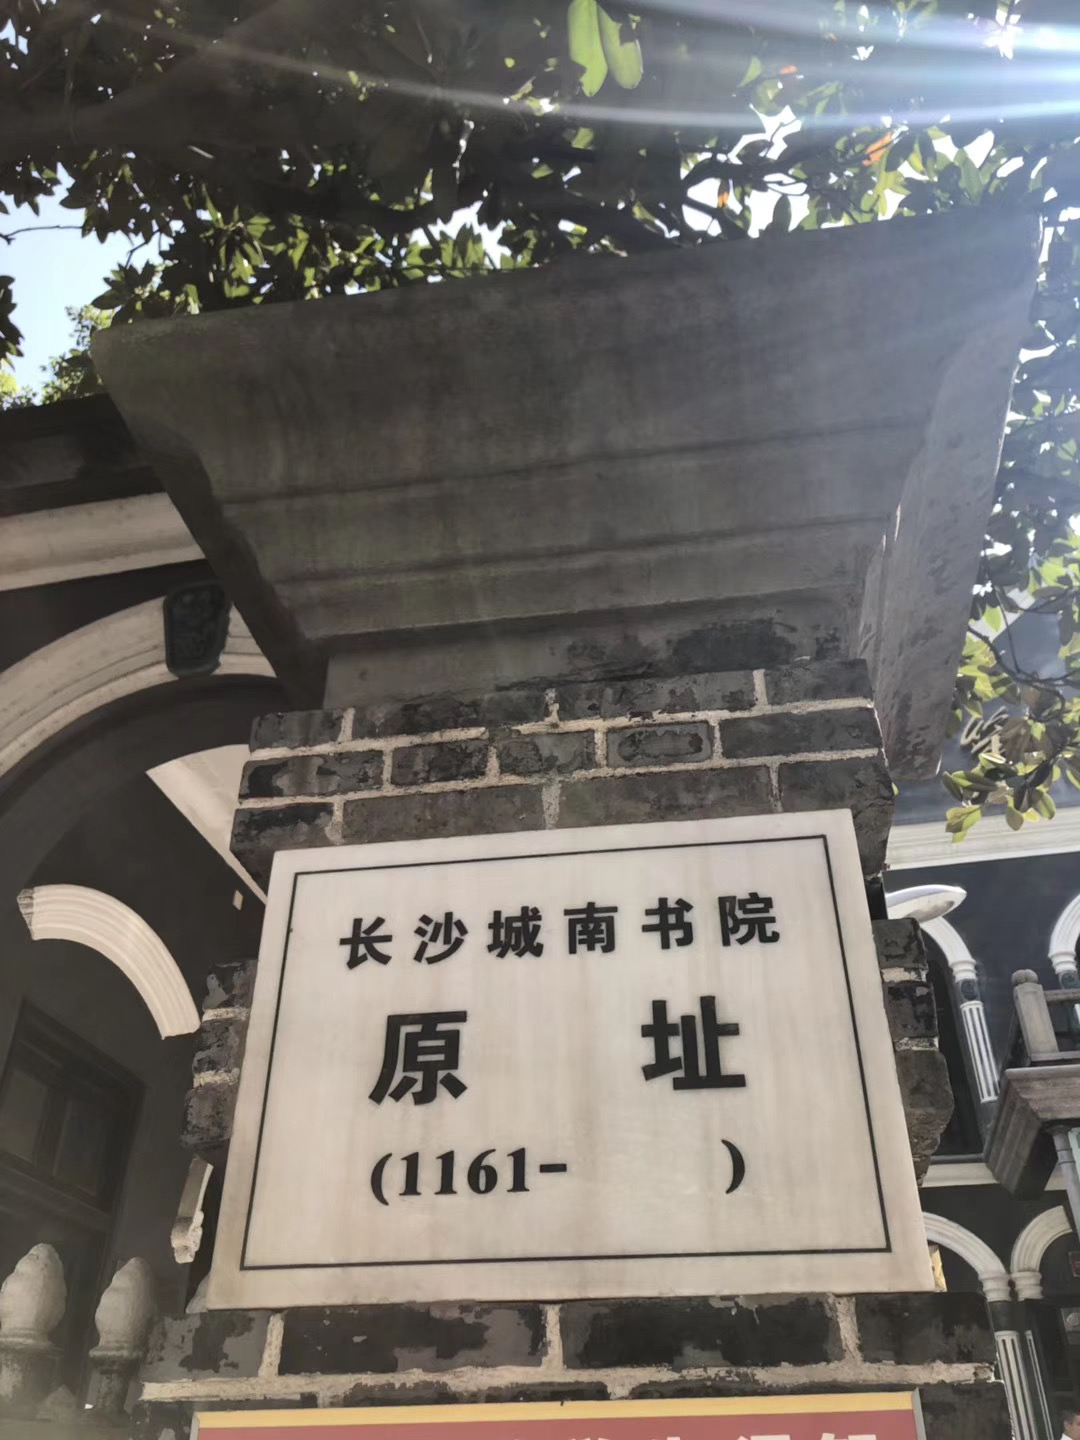 长沙城南书院
原 址
(1161- )